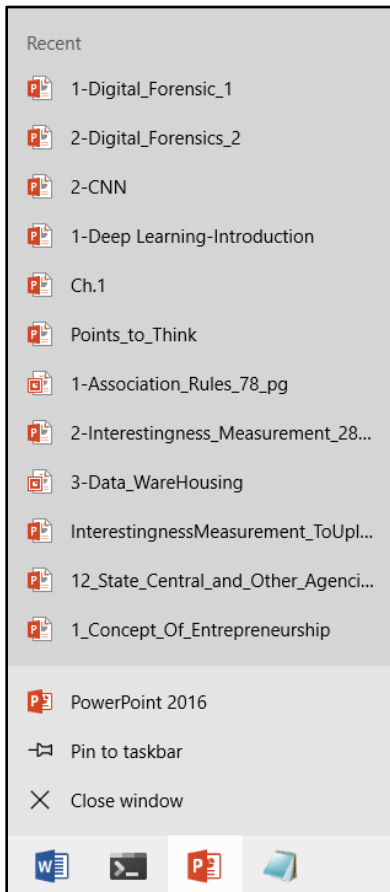 Recent
1-Digital_Forensic_1
2-Digital_Forensics_2
2-CNN
1-Deep Learning-Introduction
Ch.1
Points_to_Think
1-Association_Rules_78_pg
2-Interestingness_Measurement_28...
3-Data_WareHousing
InterestingnessMeasurement_ToUpl...
12_State_Central_and_Other_Agenci...
1_Concept_Of_Entrepreneurship
PowerPoint 2016
Pin to taskbar
Close window